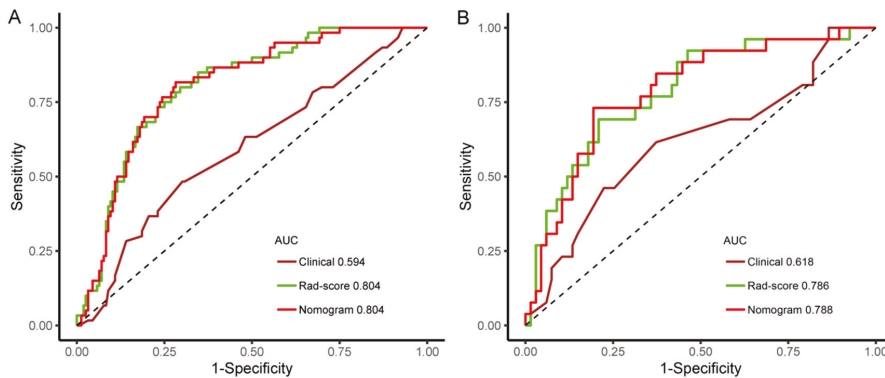 A
1.00
0.75
0.50
0.25
0.00
Sensitivity
AUC
Clinical 0.594
Rad-score 0.804
Nomogram 0.804
0.00 0.25 0.50 0.75 1.00
1-Specificity
B
1.00
0.75
0.50
0.25
0.00
Sensitivity
AUC
Clinical 0.618
Rad-score 0.786
Nomogram 0.788
0.00 0.25 0.50 0.75 1.00
1-Specificity